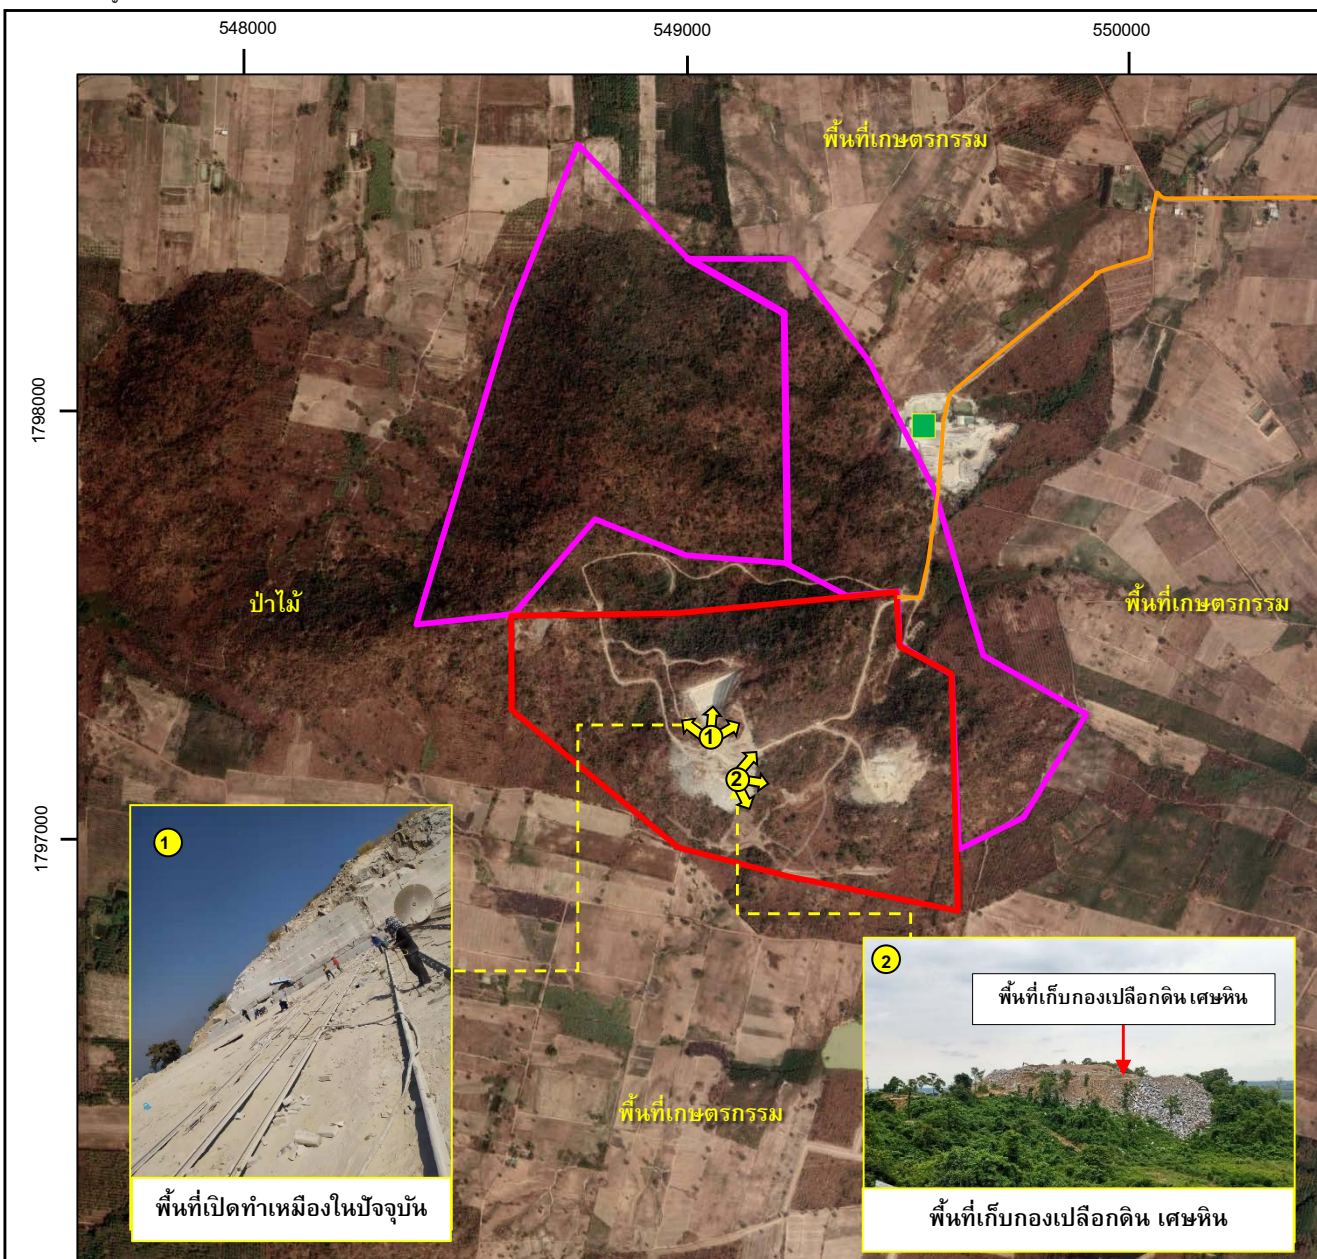 548000
549000
550000
พื้นที่เกษตรกรรม
1798000
ป่าไม้
พื้นที่เกษตรกรรม
1
2
1797000
1
2
พื้นที่เก็บกองเปลือกดิน เศษหิน
พื้นที่เกษตรกรรม
พื้นที่เปิดทำเหมืองในปัจจุบัน
พื้นที่เก็บกองเปลือกดิน เศษหิน